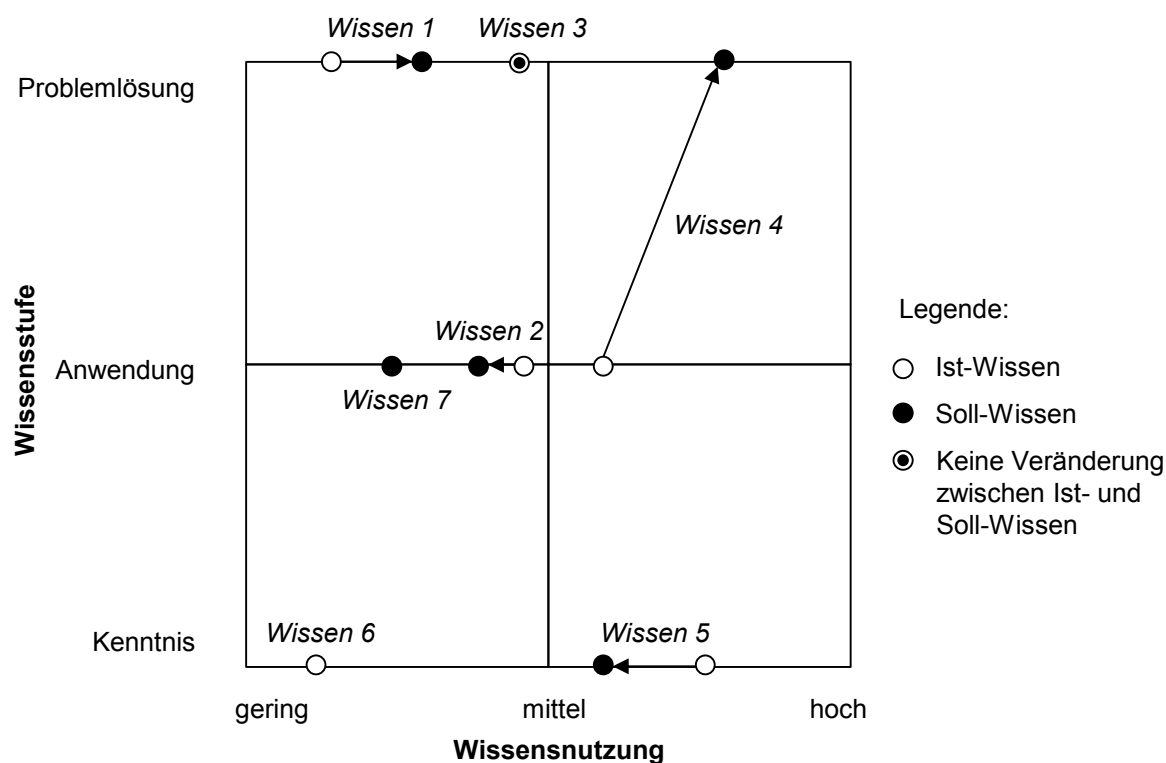 Wissen 1
Wissen 3
Problemlösung
Wissen 4
Wissensstufe
Legende:
Wissen 2
Anwendung
Ist-Wissen
Wissen 7
Soll-Wissen
Keine Veränderung
zwischen Ist- und
Soll-Wissen
Kenntnis
Wissen 6
Wissen 5
gering
mittel
hoch
Wissensnutzung